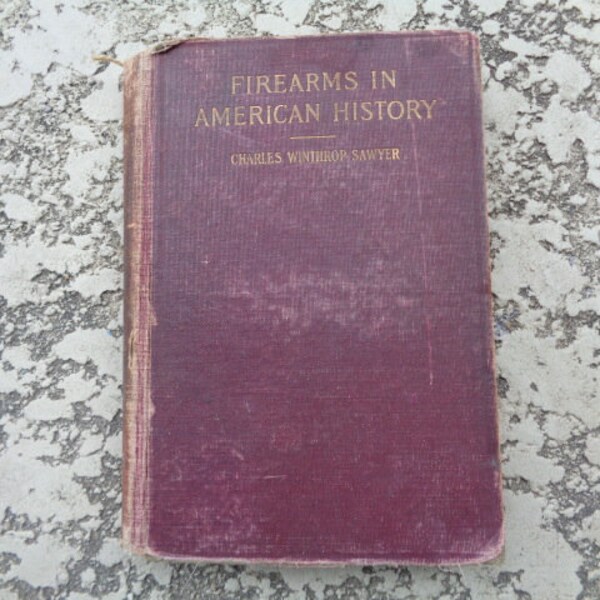 FIREARMS IN
AMERICAN HISTORY
CHARLES WINTHROP SAWYER